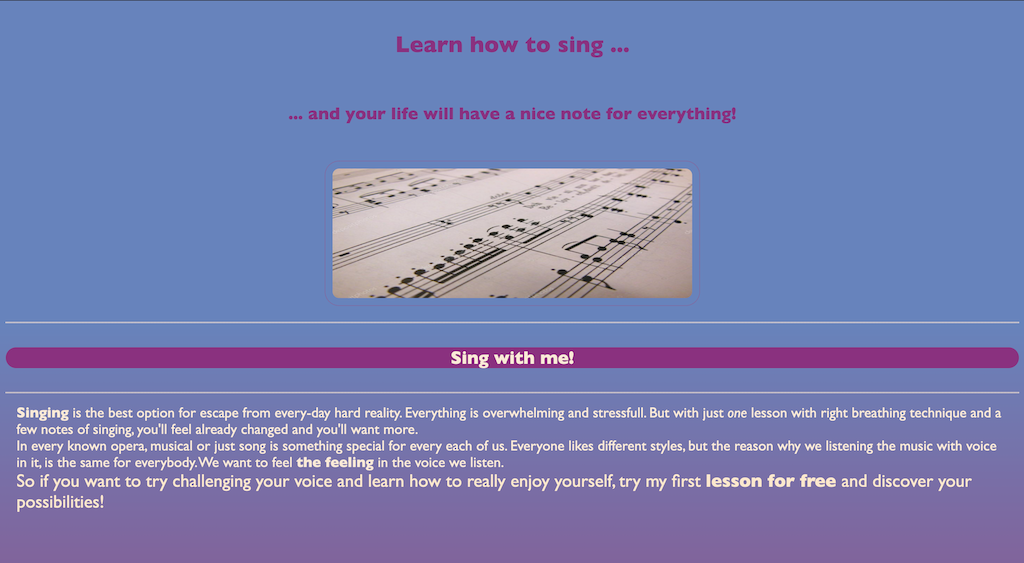 Learn how to sing ...
... and your life will have a nice note for everything!
Sing with me!
Singing is the best option for escape from every-day hard reality. Everything is overwhelming and stressfull. But with just one lesson with right breathing technique and a
few notes of singing, you'll feel already changed and you'll want more.
In every known opera, musical or just song is something special for every each of us. Everyone likes different styles, but the reason why we listening the music with voice
in it, is the same for everybody. We want to feel the feeling in the voice we listen.
So if you want to try challenging your voice and learn how to really enjoy yourself, try my first lesson for free and discover your
possibilities!